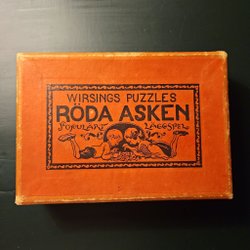 WIRSINGS PUZZLES
RÖDA ASKEN
POPULÄRT LÄGGSPEL